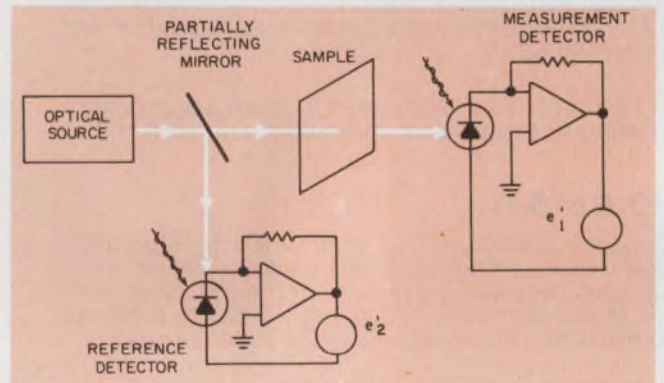 PARTIALLY
REFLECTING
MIRROR
SAMPLE
MEASUREMENT
DETECTOR
OPTICAL
SOURCE
e'1
e'2
REFERENCE
DETECTOR